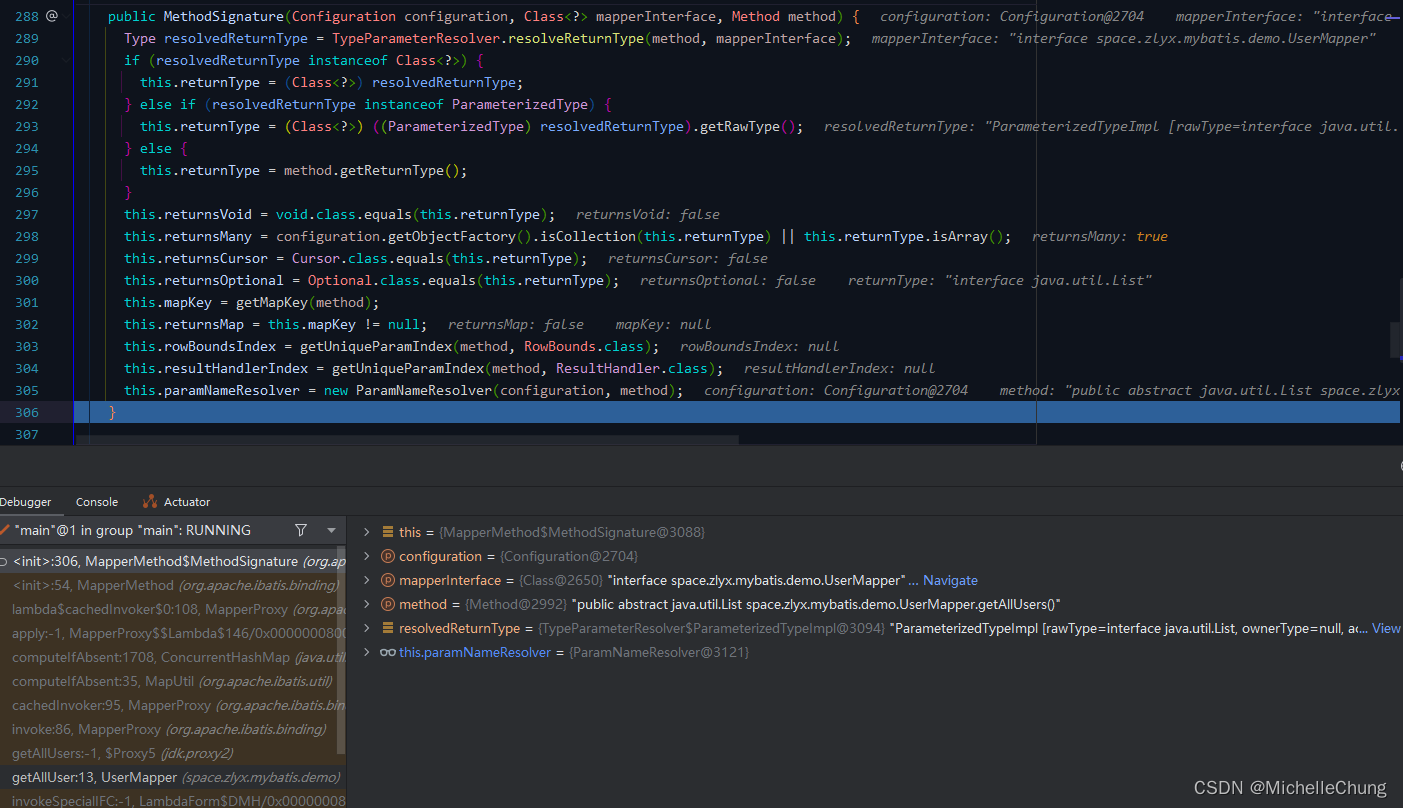 288 @ public MethodSignature(Configuration configuration, Class<?> mapperInterface, Method method) { configuration: Configuration@2704 mapperInterface: "interface
289 Type resolvedReturnType = TypeParameterResolver.resolveReturnType(method, mapperInterface); mapperInterface: "interface space.zlyx.mybatis.demo.UserMapper"
290 if (resolvedReturnType instanceof Class<?>) {
291 this.returnType = (Class<?>) resolvedReturnType;
292 } else if (resolvedReturnType instanceof ParameterizedType) {
293 this.returnType = (Class<?>) ((ParameterizedType) resolvedReturnType).getRawType(); resolvedReturnType: "ParameterizedTypeImpl [rawType=interface java.util.
294 } else {
295 this.returnType = method.getReturnType();
296 }
297 this.returnsVoid = void.class.equals(this.returnType); returnsVoid: false
298 this.returnsMany = configuration.getObjectFactory().isCollection(this.returnType) || this.returnType.isArray(); returnsMany: true
299 this.returnsCursor = Cursor.class.equals(this.returnType); returnsCursor: false
300 this.returnsOptional = Optional.class.equals(this.returnType); returnsOptional: false returnType: "interface java.util.List"
301 this.mapKey = getMapKey(method);
302 this.returnsMap = this.mapKey != null; returnsMap: false mapKey: null
303 this.rowBoundsIndex = getUniqueParamIndex(method, RowBounds.class); rowBoundsIndex: null
304 this.resultHandlerIndex = getUniqueParamIndex(method, ResultHandler.class); resultHandlerIndex: null
305 this.paramNameResolver = new ParamNameResolver(configuration, method); configuration: Configuration@2704 method: "public abstract java.util.List space.zlyx
306 }
307
Debugger Console Actuator
"main"@1 in group "main": RUNNING
<init>:306, MapperMethod$MethodSignature (org.ap
<init>:54, MapperMethod (org.apache.ibatis.binding)
lambda$cachedInvoker$0:108, MapperProxy (org.apa
apply:-1, MapperProxy$$Lambda$146/0x0000000800
computeIfAbsent:1708, ConcurrentHashMap (java.util
computeIfAbsent:35, MapUtil (org.apache.ibatis.util)
cachedInvoker:95, MapperProxy (org.apache.ibatis.bin
invoke:86, MapperProxy (org.apache.ibatis.binding)
getAllUsers:-1, $Proxy5 (jdk.proxy2)
getAllUser:13, UserMapper (space.zlyx.mybatis.demo)
invokeSpecialIFC:-1, LambdaForm$DMH/0x00000008
this = {MapperMethod$MethodSignature@3088}
configuration = {Configuration@2704}
mapperInterface = {Class@2650} "interface space.zlyx.mybatis.demo.UserMapper" ... Navigate
method = {Method@2992} "public abstract java.util.List space.zlyx.mybatis.demo.UserMapper.getAllUsers()"
resolvedReturnType = {TypeParameterResolver$ParameterizedTypeImpl@3094} "ParameterizedTypeImpl [rawType=interface java.util.List, ownerType=null, ac... View
this.paramNameResolver = {ParamNameResolver@3121}
CSDN @MichelleChung